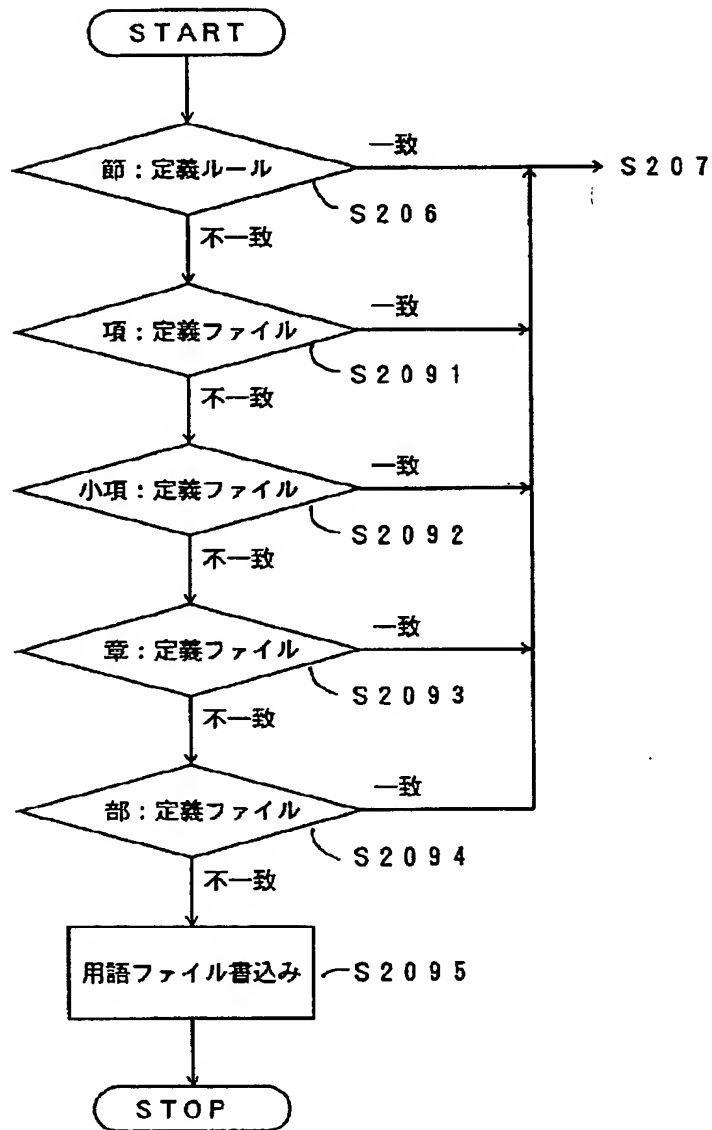 START
一致
節：定義ルール
S207
S206
不一致
一致
項：定義ファイル
S2091
不一致
一致
小項：定義ファイル
S2092
不一致
一致
章：定義ファイル
S2093
不一致
一致
部：定義ファイル
S2094
不一致
用語ファイル書込み
S2095
STOP